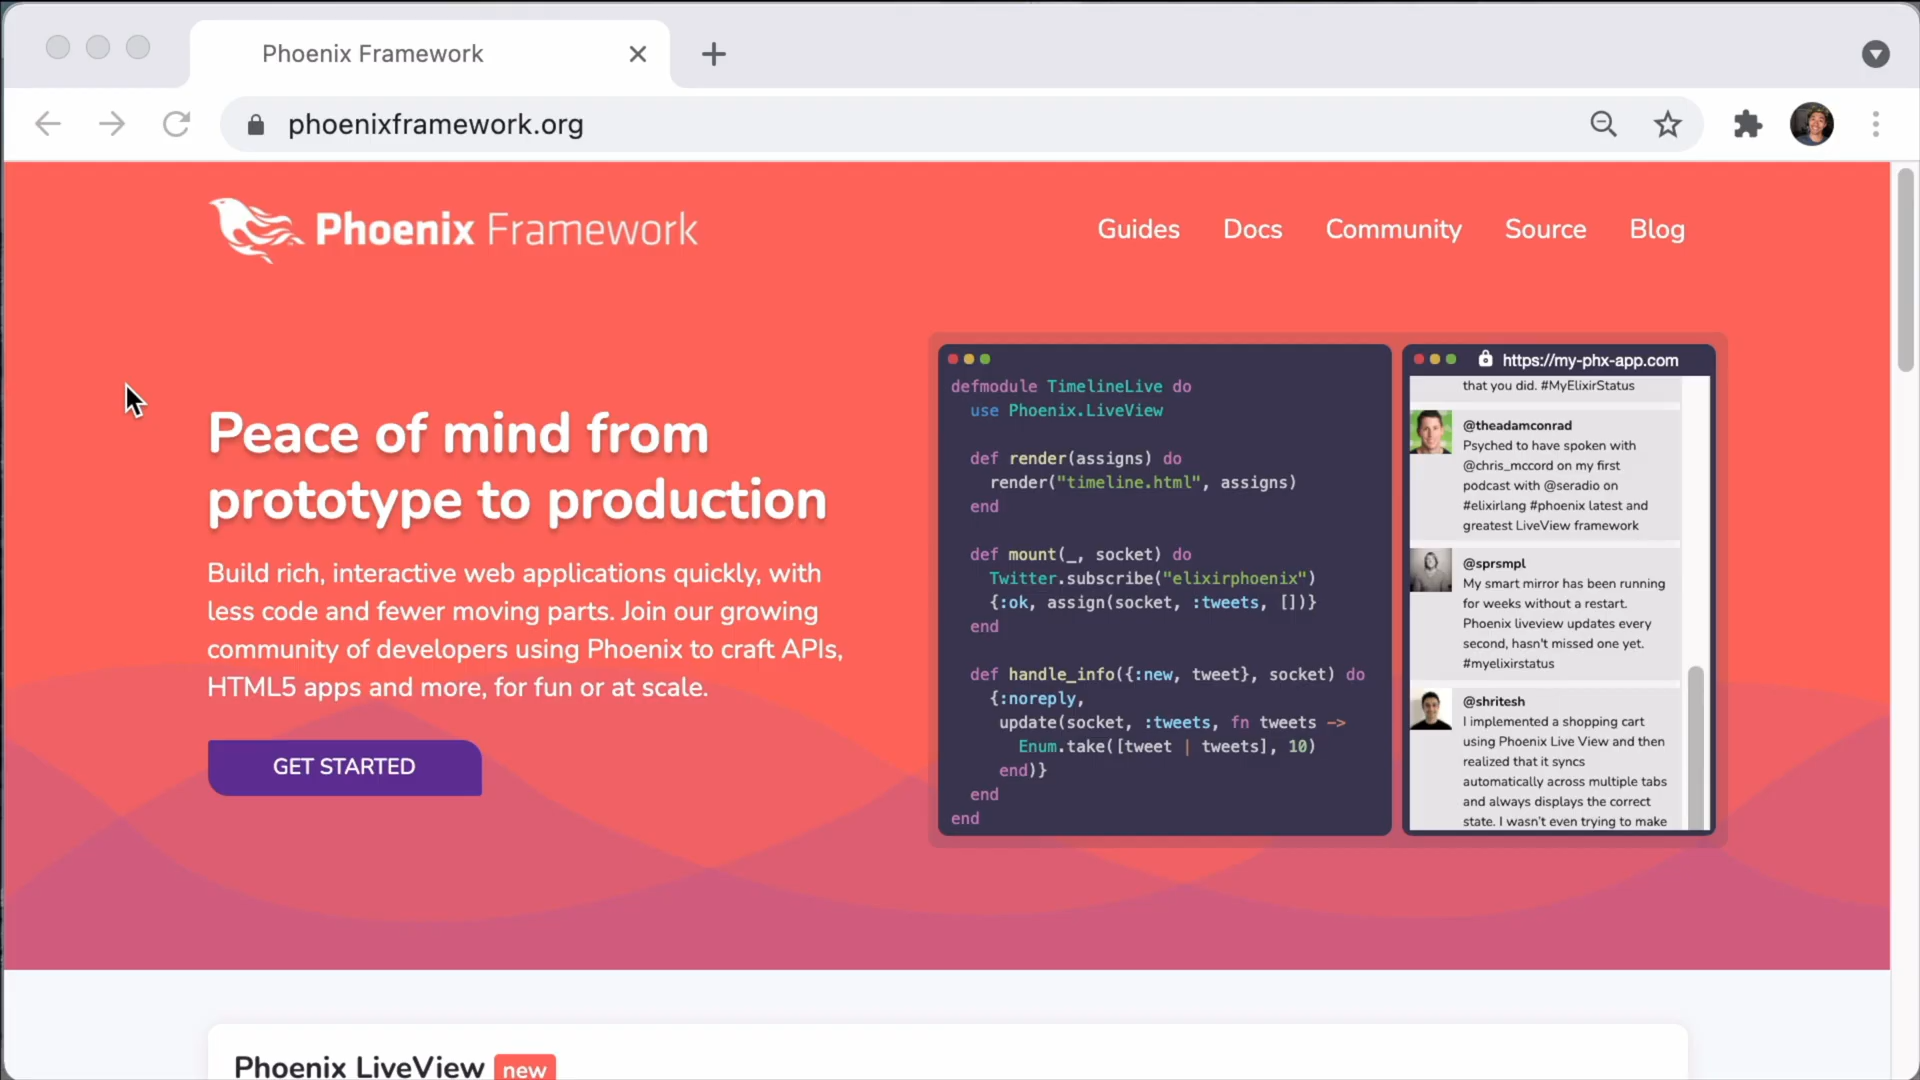 Phoenix Framework
phoenixframework.org
Phoenix Framework
Guides Docs Community Source Blog
Peace of mind from
prototype to production
Build rich, interactive web applications quickly, with
less code and fewer moving parts. Join our growing
community of developers using Phoenix to craft APIs,
HTML5 apps and more, for fun or at scale.
GET STARTED
defmodule TimelineLive do
use Phoenix.LiveView
def render(assigns) do
render("timeline.html", assigns)
end
def mount(_, socket) do
Twitter.subscribe("elixirphoenix")
{:ok, assign(socket, :tweets, [])}
end
def handle_info({:new, tweet}, socket) do
{:noreply,
update(socket, :tweets, fn tweets ->
Enum.take([tweet | tweets], 10)
end)}
end
end
https://my-phx-app.com
that you did. #MyElixirStatus
@theadamconrad
Psyched to have spoken with
@chris_mccord on my first
podcast with @seradio on
#elixirlang #phoenix latest and
greatest LiveView framework
@sprsmpl
My smart mirror has been running
for weeks without a restart.
Phoenix liveview updates every
second, hasn't missed one yet.
#myelixirstatus
@shritesh
I implemented a shopping cart
using Phoenix Live View and then
realized that it syncs
automatically across multiple tabs
and always displays the correct
state. I wasn't even trying to make
Phoenix LiveView new